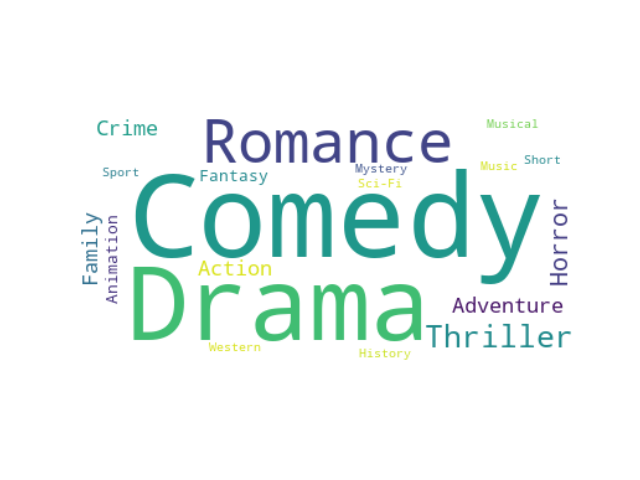 Crime
Romance
Musical
Sport
Fantasy
Mystery
Sci-Fi
Music
Short
Comedy
Family
Animation
Horror
Action
Drama
Adventure
Thriller
Western
History